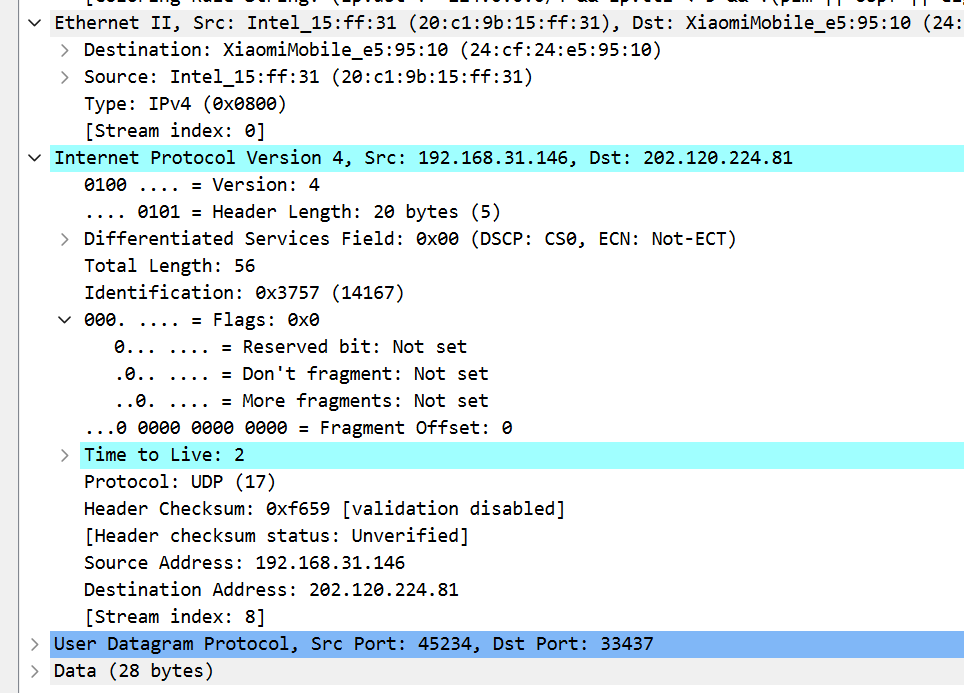 Ethernet II, Src: Intel_15:ff:31 (20:c1:9b:15:ff:31), Dst: XiaomiMobile_e5:95:10 (24:
Destination: XiaomiMobile_e5:95:10 (24:cf:24:e5:95:10)
Source: Intel_15:ff:31 (20:c1:9b:15:ff:31)
Type: IPv4 (0x0800)
[Stream index: 0]
Internet Protocol Version 4, Src: 192.168.31.146, Dst: 202.120.224.81
0100 .... = Version: 4
.... 0101 = Header Length: 20 bytes (5)
Differentiated Services Field: 0x00 (DSCP: CS0, ECN: Not-ECT)
Total Length: 56
Identification: 0x3757 (14167)
000. .... = Flags: 0x0
0... .... = Reserved bit: Not set
.0.. .... = Don't fragment: Not set
..0. .... = More fragments: Not set
...0 0000 0000 0000 = Fragment Offset: 0
Time to Live: 2
Protocol: UDP (17)
Header Checksum: 0xf659 [validation disabled]
[Header checksum status: Unverified]
Source Address: 192.168.31.146
Destination Address: 202.120.224.81
[Stream index: 8]
User Datagram Protocol, Src Port: 45234, Dst Port: 33437
Data (28 bytes)